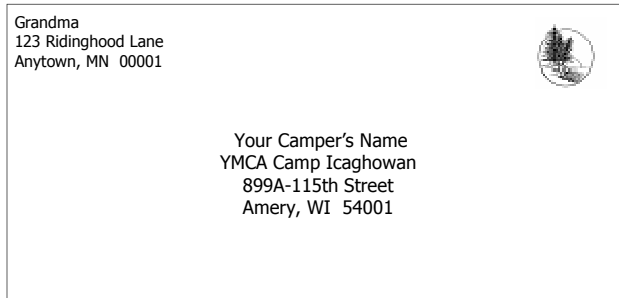 Grandma
123 Ridinghood Lane
Anytown, MN  00001
Your Camper's Name
YMCA Camp Icaghowan
899A-115th Street
Amery, WI  54001